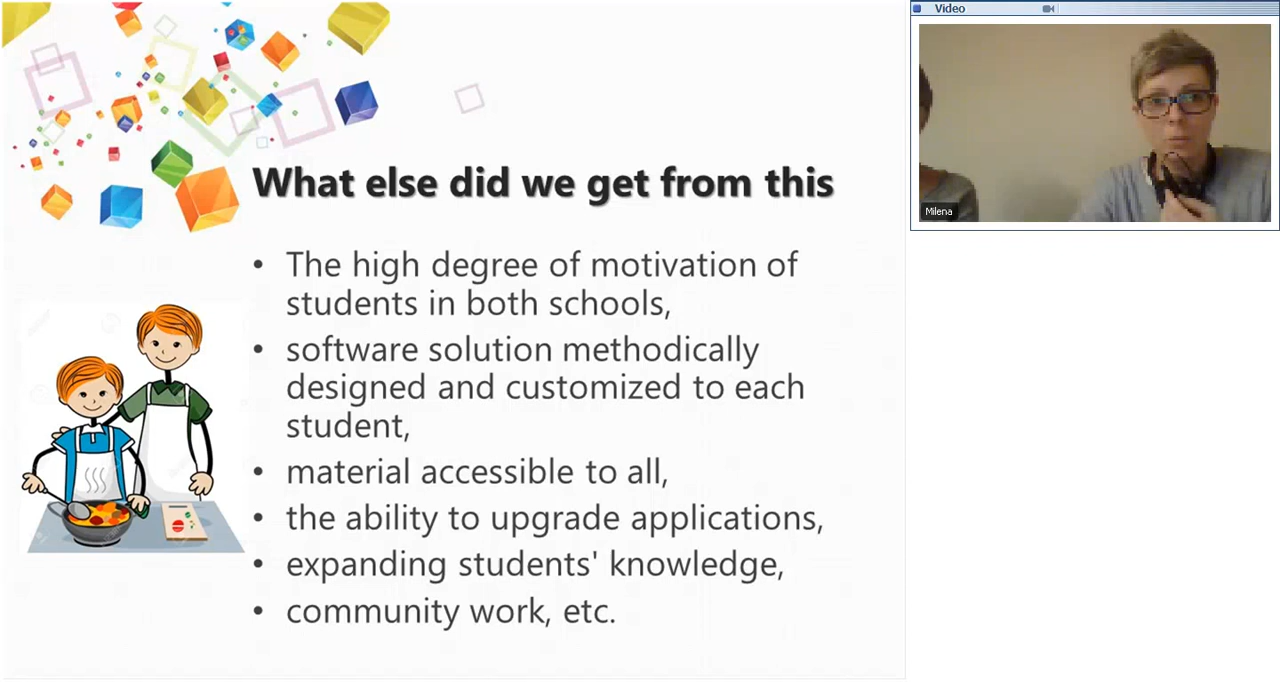 Video
Milena
What else did we get from this
• The high degree of motivation of
students in both schools,
• software solution methodically
designed and customized to each
student,
• material accessible to all,
• the ability to upgrade applications,
• expanding students' knowledge,
• community work, etc.